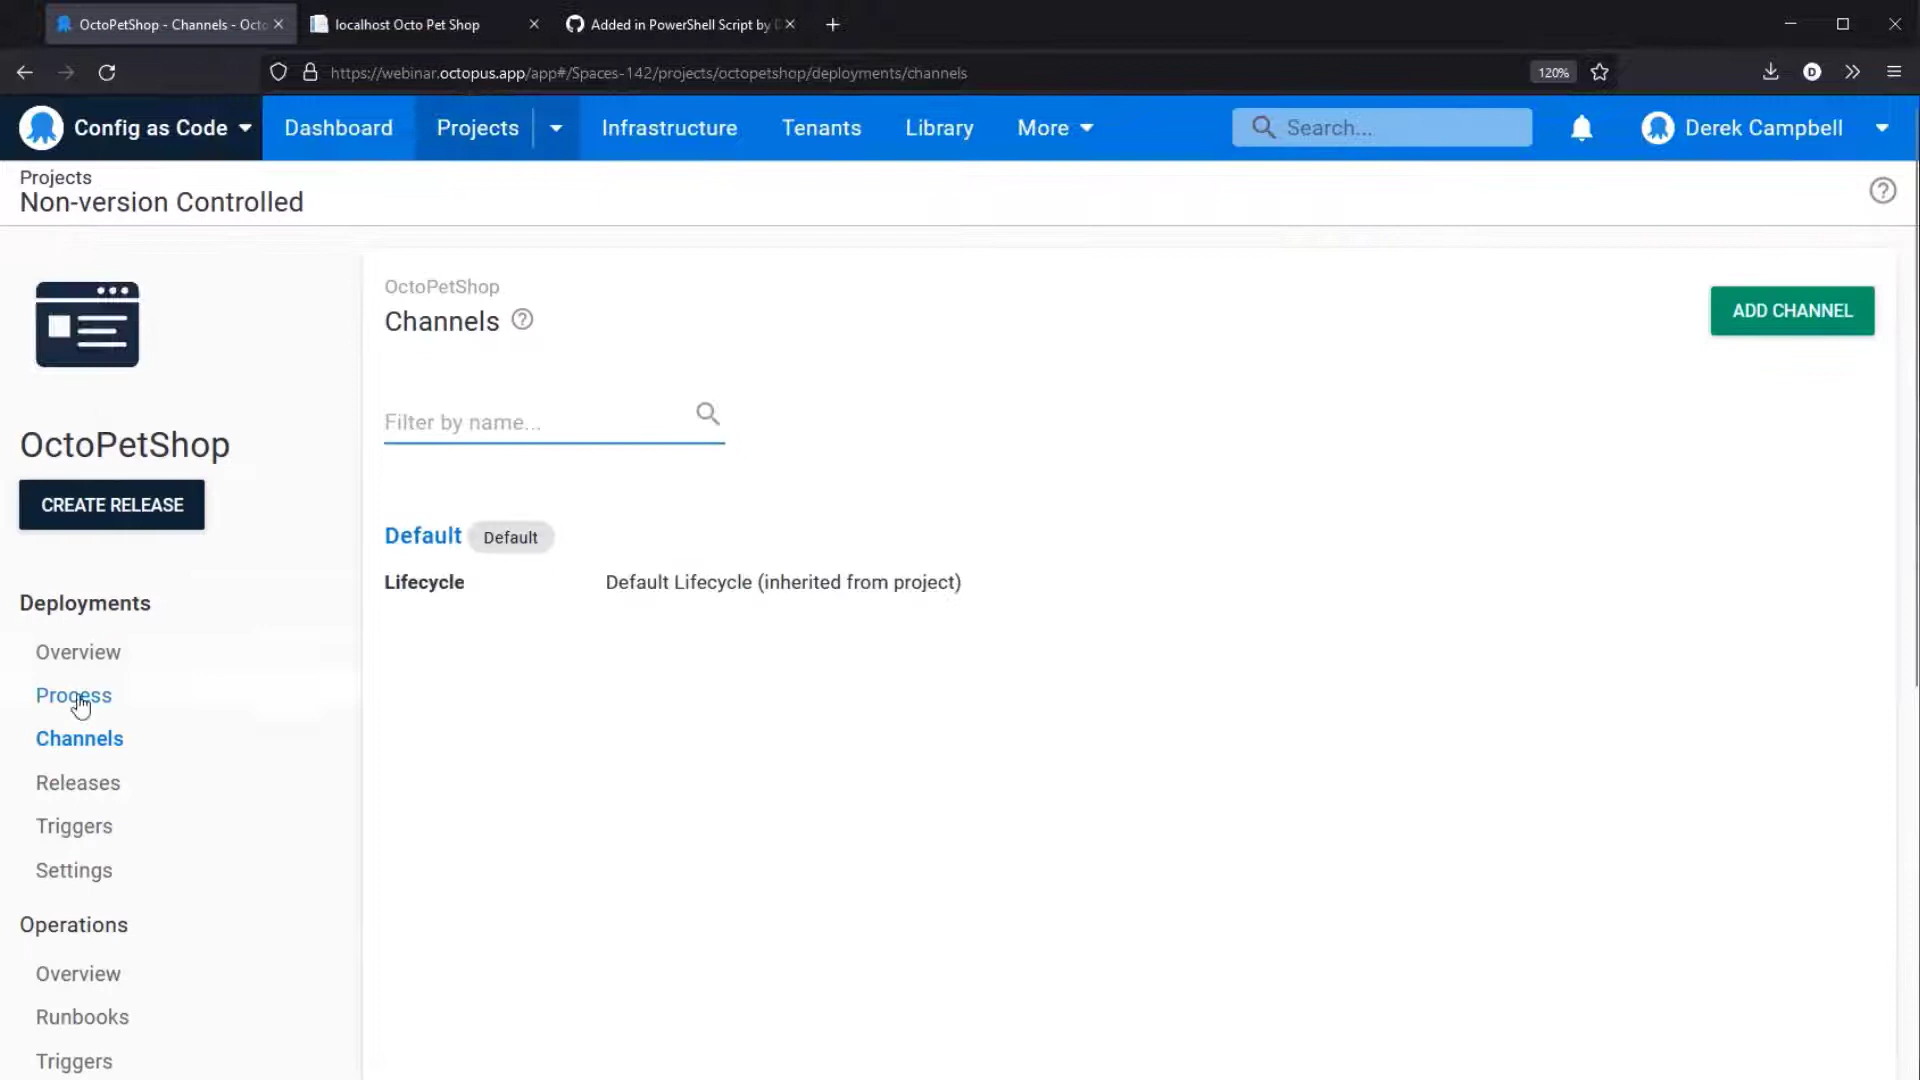 OctoPetShop - Channels - Octo
localhost Octo Pet Shop
Added in PowerShell Script by D
https://webinar.octopus.app/app#/Spaces-142/projects/octopetshop/deployments/channels
120%
D
Config as Code
Dashboard
Projects
Infrastructure
Tenants
Library
More
Search...
Derek Campbell
Projects
Non-version Controlled
OctoPetShop
CREATE RELEASE
Deployments
Overview
Process
Channels
Releases
Triggers
Settings
Operations
Overview
Runbooks
Triggers
OctoPetShop
Channels
ADD CHANNEL
Filter by name...
Default Default
Lifecycle Default Lifecycle (inherited from project)